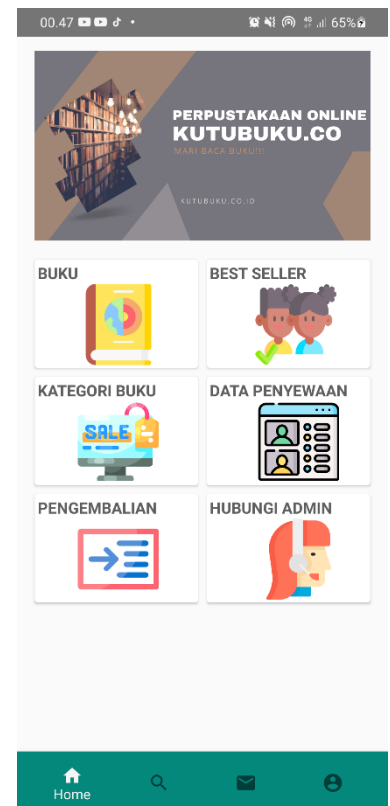 00.47
4G
65%
PERPUSTAKAAN ONLINE
KUTUBUKU.CO
MARI BACA BUKU!!!
KUTUBUKU.CO.ID
BUKU
BEST SELLER
KATEGORI BUKU
SALE
DATA PENYEWAAN
PENGEMBALIAN
HUBUNGI ADMIN
Home